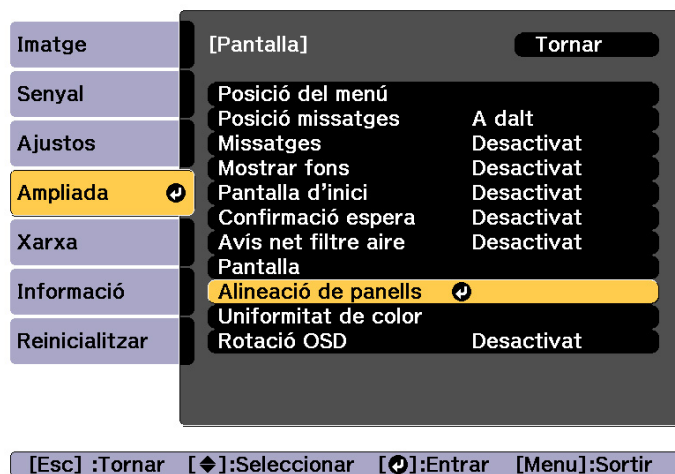 Imatge
Senyal
Ajustos
Ampliada
Xarxa
Informació
Reinicialitzar
[Pantalla] Tornar
Posició del menú
Posició missatges A dalt
Missatges Desactivat
Mostrar fons Desactivat
Pantalla d'inici Desactivat
Confirmació espera Desactivat
Avís net filtre aire Desactivat
Pantalla
Alineació de panells
Uniformitat de color
Rotació OSD Desactivat
[Esc] :Tornar [◆]:Seleccionar [↵]:Entrar [Menu]:Sortir